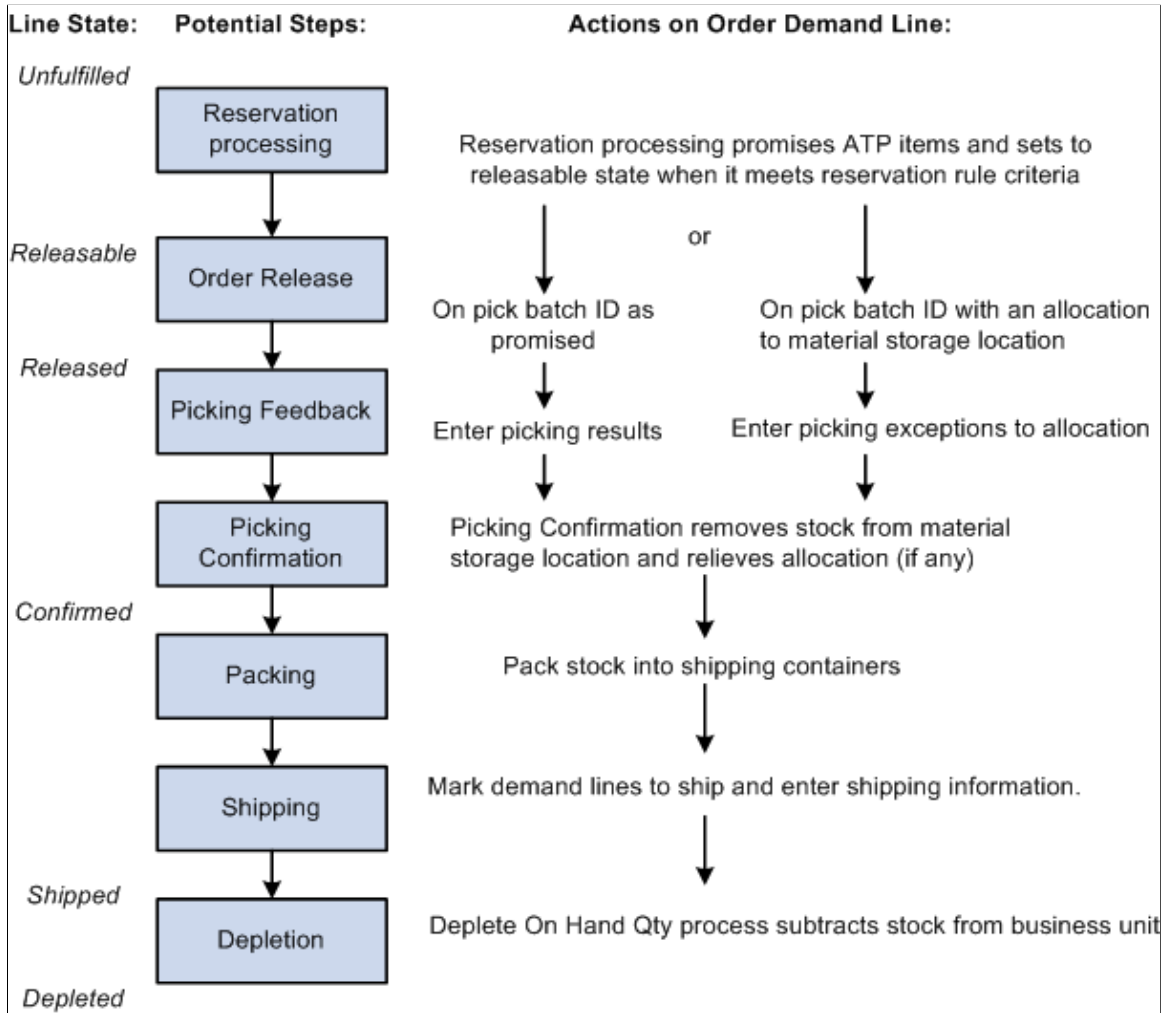 Line State: Potential Steps: Actions on Order Demand Line:
Unfulfilled
Reservation
processing
Reservation processing promises ATP items and sets to
releasable state when it meets reservation rule criteria
or
Releasable
Order Release
On pick batch ID as
promised
On pick batch ID with an allocation
to material storage location
Released
Picking Feedback
Enter picking results
Enter picking exceptions to allocation
Picking
Confirmation
Picking Confirmation removes stock from material
storage location and relieves allocation (if any)
Confirmed
Packing
Pack stock into shipping containers
Shipping
Mark demand lines to ship and enter shipping information.
Shipped
Depletion
Deplete On Hand Qty process subtracts stock from business unit
Depleted